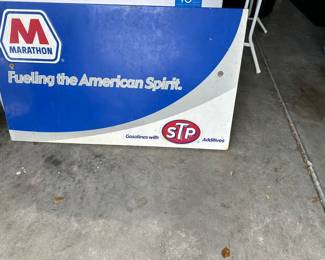 M
MARATHON
Fueling the American Spirit.
Gasolines with STP Additives